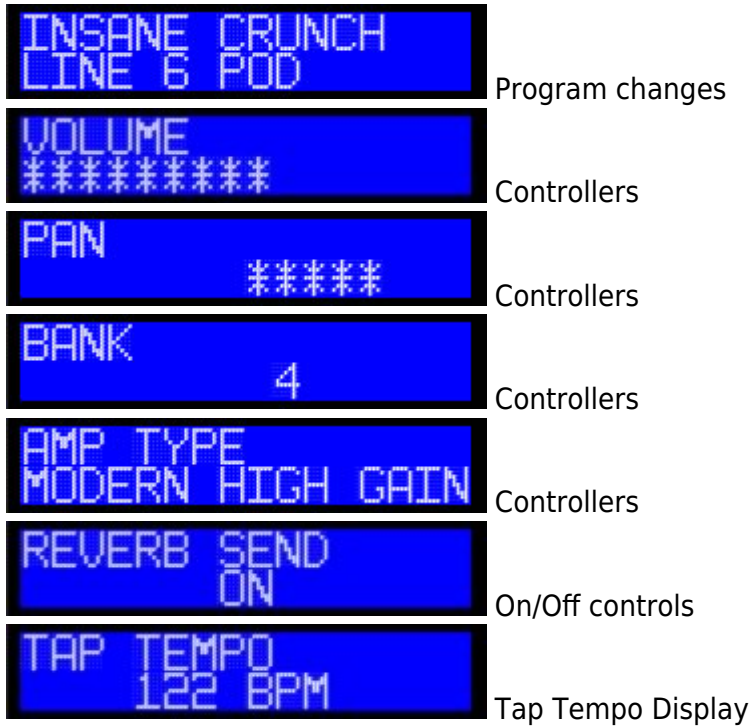 INSANE CRUNCH
LINE 6 POD
Program changes
VOLUME
*********
Controllers
PAN
*****
Controllers
BANK
4
Controllers
AMP TYPE
MODERN HIGH GAIN
Controllers
REVERB SEND
ON
On/Off controls
TAP TEMPO
122 BPM
Tap Tempo Display